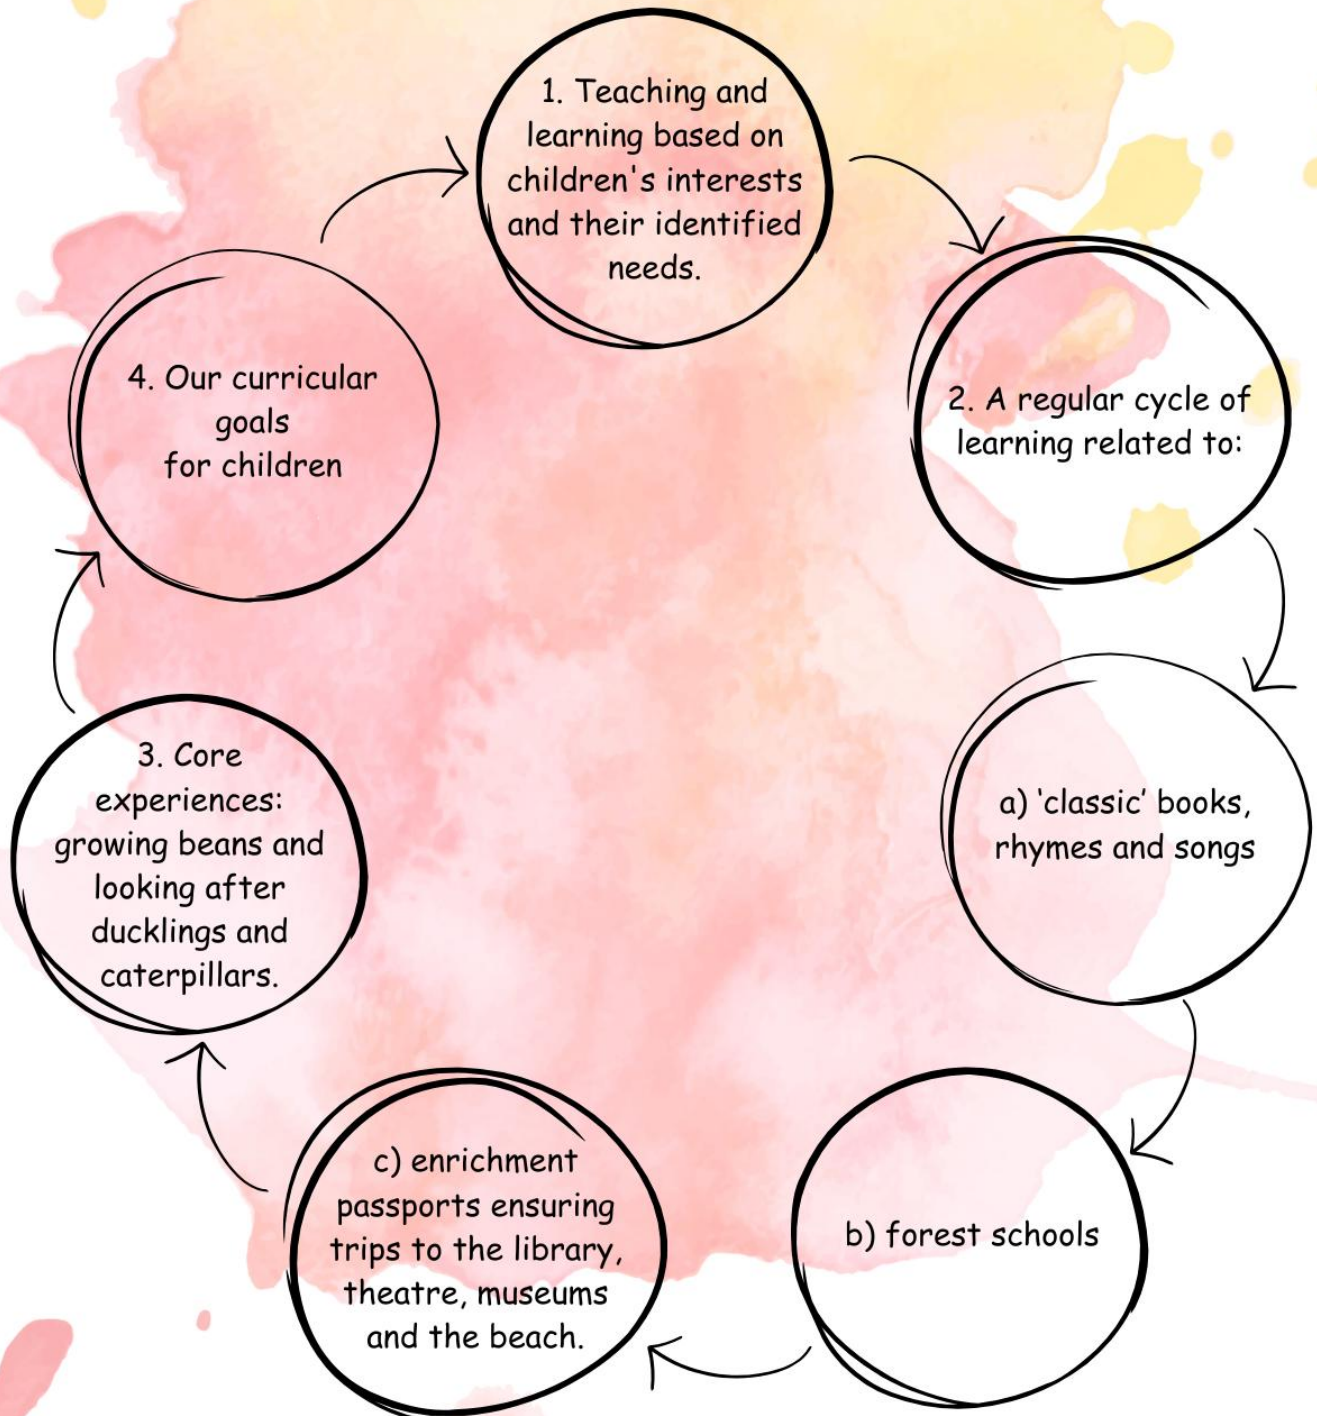 1. Teaching and
learning based on
children's interests
and their identified
needs.
2. A regular cycle of
learning related to:
a) ‘classic’ books,
rhymes and songs
b) forest schools
c) enrichment
passports ensuring
trips to the library,
theatre, museums
and the beach.
3. Core
experiences:
growing beans and
looking after
ducklings and
caterpillars.
4. Our curricular
goals
for children